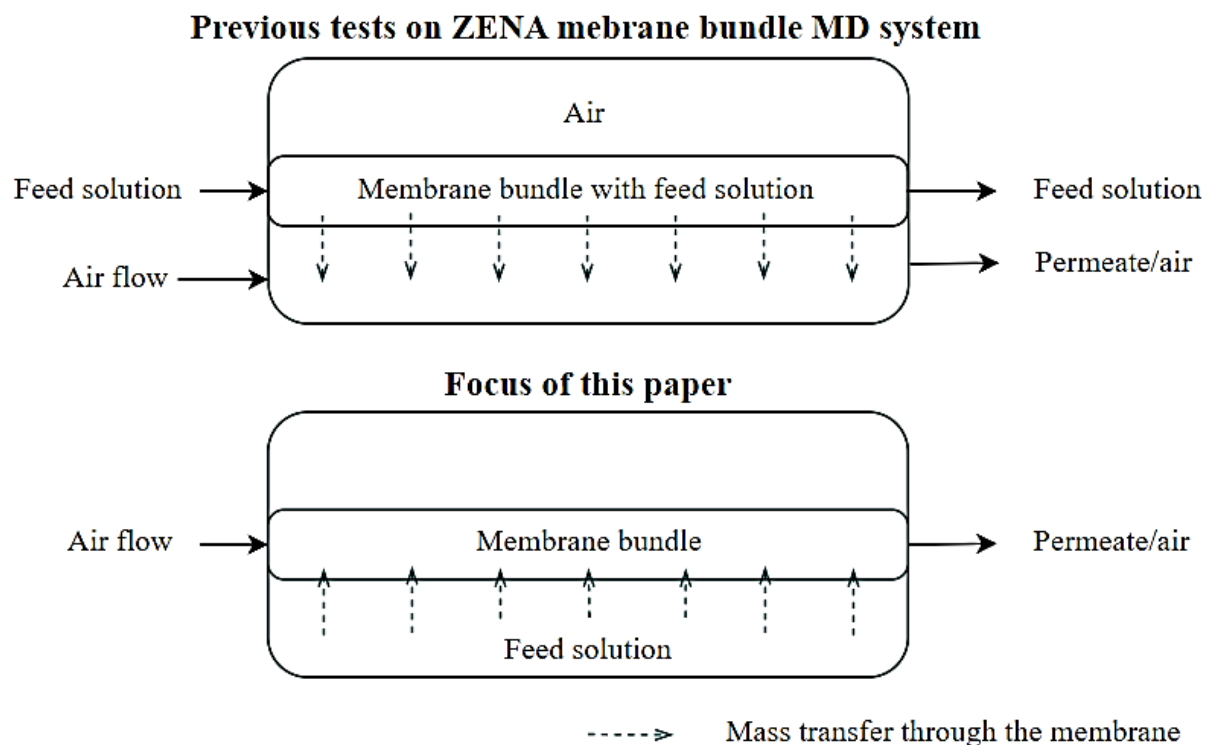 Previous tests on ZENA mebrane bundle MD system
Air
Feed solution
Membrane bundle with feed solution
Feed solution
Air flow
Permeate/air
Focus of this paper
Air flow
Membrane bundle
Permeate/air
Feed solution
Mass transfer through the membrane